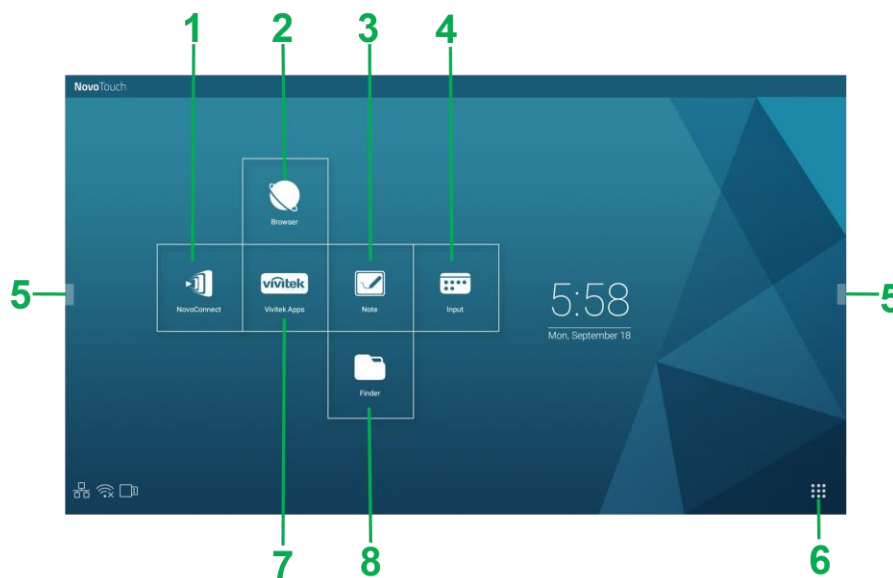 1 2 3 4
NovoTouch
Browser
5 5
NovoConnect vivitek Vivitek Apps Note Input
5:58
Mon, September 18
Finder
6
7 8